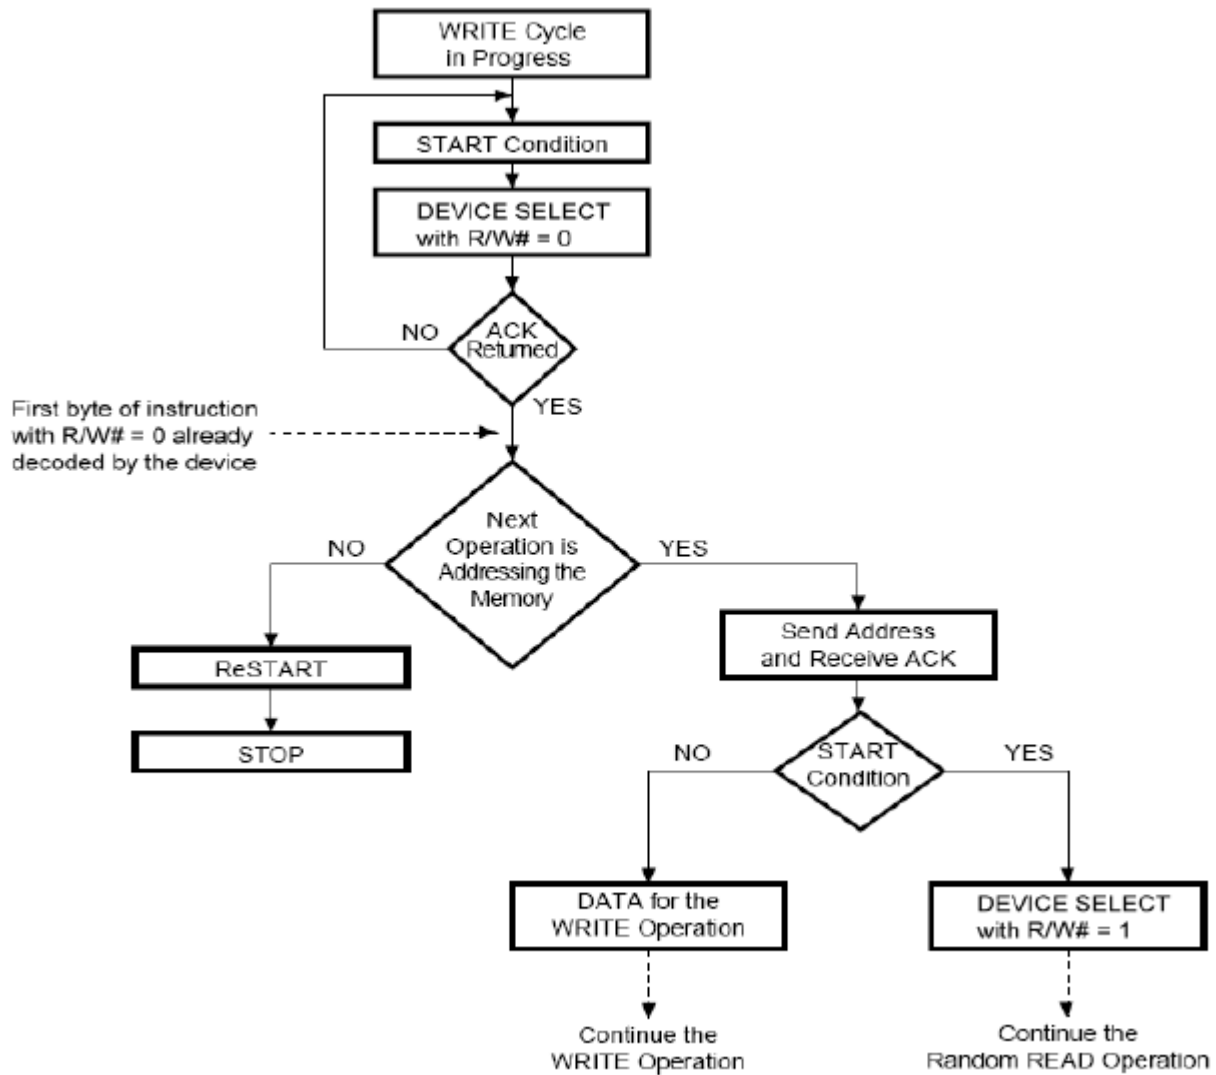 WRITE Cycle
in Progress
START Condition
DEVICE SELECT
with R/W# = 0
ACK
Returned
NO
YES
First byte of instruction
with R/W# = 0 already
decoded by the device
Next
Operation is
Addressing the
Memory
NO
YES
ReSTART
STOP
Send Address
and Receive ACK
START
Condition
NO
YES
DATA for the
WRITE Operation
DEVICE SELECT
with R/W# = 1
Continue the
WRITE Operation
Continue the
Random READ Operation